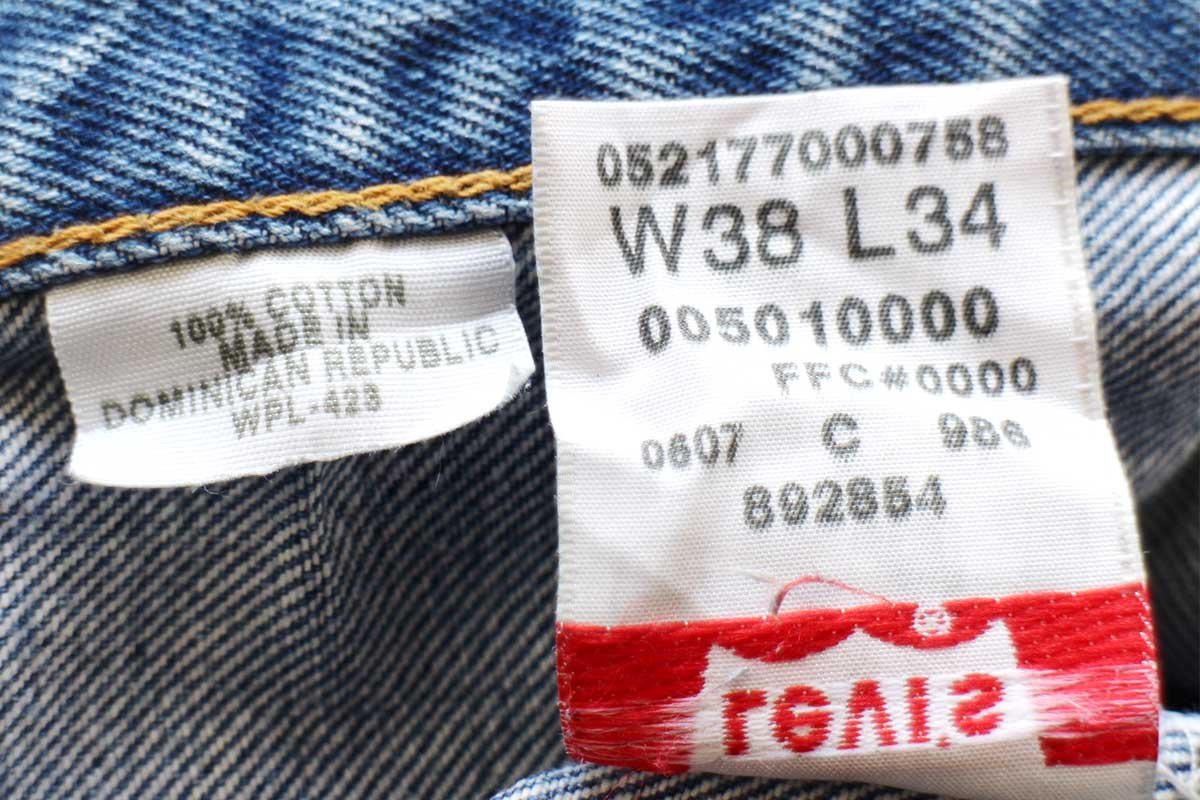 100% COTTON
MADE IN
DOMINICAN REPUBLIC
WPL-423
052177000758
W38 L34
005010000
FFC#0000
0607 C 986
892854
Levi's